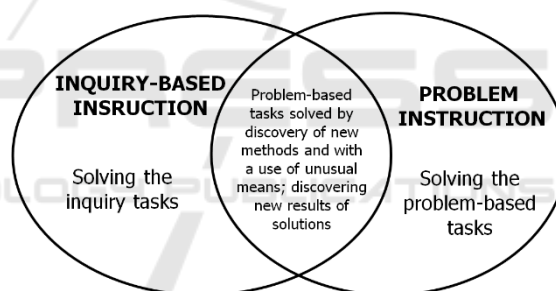 INQUIRY-BASED
INSRUCTION
Solving the
inquiry tasks
Problem-based
tasks solved by
discovery of new
methods and with
a use of unusual
means; discovering
new results of
solutions
PROBLEM
INSTRUCTION
Solving the
problem-based
tasks